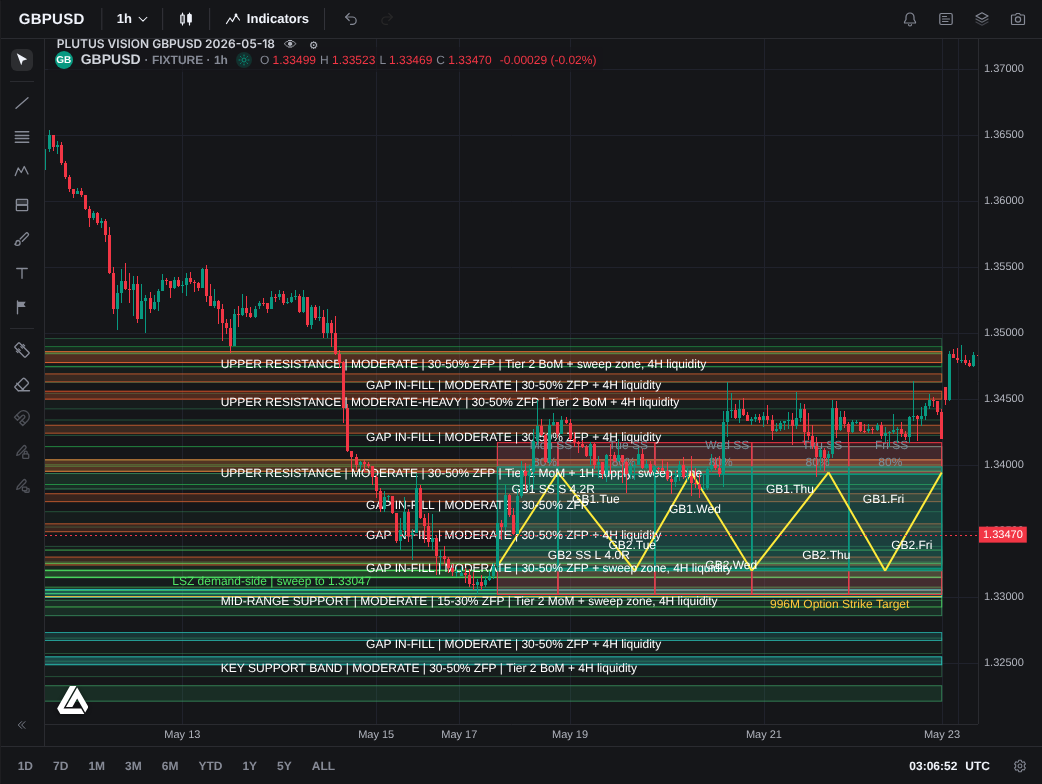 GBPUSD 1h Indicators
PLUTUS VISION GBPUSD 2026-05-18
GB GBPUSD · FIXTURE · 1h O 1.33499 H 1.33523 L 1.33469 C 1.33470 -0.00029 (-0.02%)
1.37000
1.36500
1.36000
1.35500
1.35000
UPPER RESISTANCE | MODERATE | 30-50% ZFP | Tier 2 BoM + sweep zone, 4H liquidity
GAP IN-FILL | MODERATE | 30-50% ZFP + 4H liquidity
UPPER RESISTANCE | MODERATE-HEAVY | 30-50% ZFP | Tier 2 BoM + 4H liquidity
1.34500
GAP IN-FILL | MODERATE | 30-50% ZFP + 4H liquidity
Mon SS Tue SS Wed SS Thu SS Fri SS
80% 80% 80% 80%
1.34000
UPPER RESISTANCE | MODERATE | 30-50% ZFP | Tier 2 MoM + 1H supply, sweep zone
GB1 SS S 4.2R
GB1.Tue GB1.Wed GB1.Thu GB1.Fri
GAP IN-FILL | MODERATE | 30-50% ZFP
GAP IN-FILL | MODERATE | 30-50% ZFP + 4H liquidity
1.33470
GB2.Tue GB2.Wed GB2.Thu GB2.Fri
GB2 SS L 4.0R
GAP IN-FILL | MODERATE | 30-50% ZFP + sweep zone, 4H liquidity
LSZ demand-side | sweep to 1.33047
1.33000
MID-RANGE SUPPORT | MODERATE | 15-30% ZFP | Tier 2 MoM + sweep zone, 4H liquidity
996M Option Strike Target
GAP IN-FILL | MODERATE | 30-50% ZFP + 4H liquidity
1.32500
KEY SUPPORT BAND | MODERATE | 30-50% ZFP | Tier 2 BoM + 4H liquidity
May 13 May 15 May 17 May 19 May 21 May 23
1D 7D 1M 3M 6M YTD 1Y 5Y ALL 03:06:52 UTC